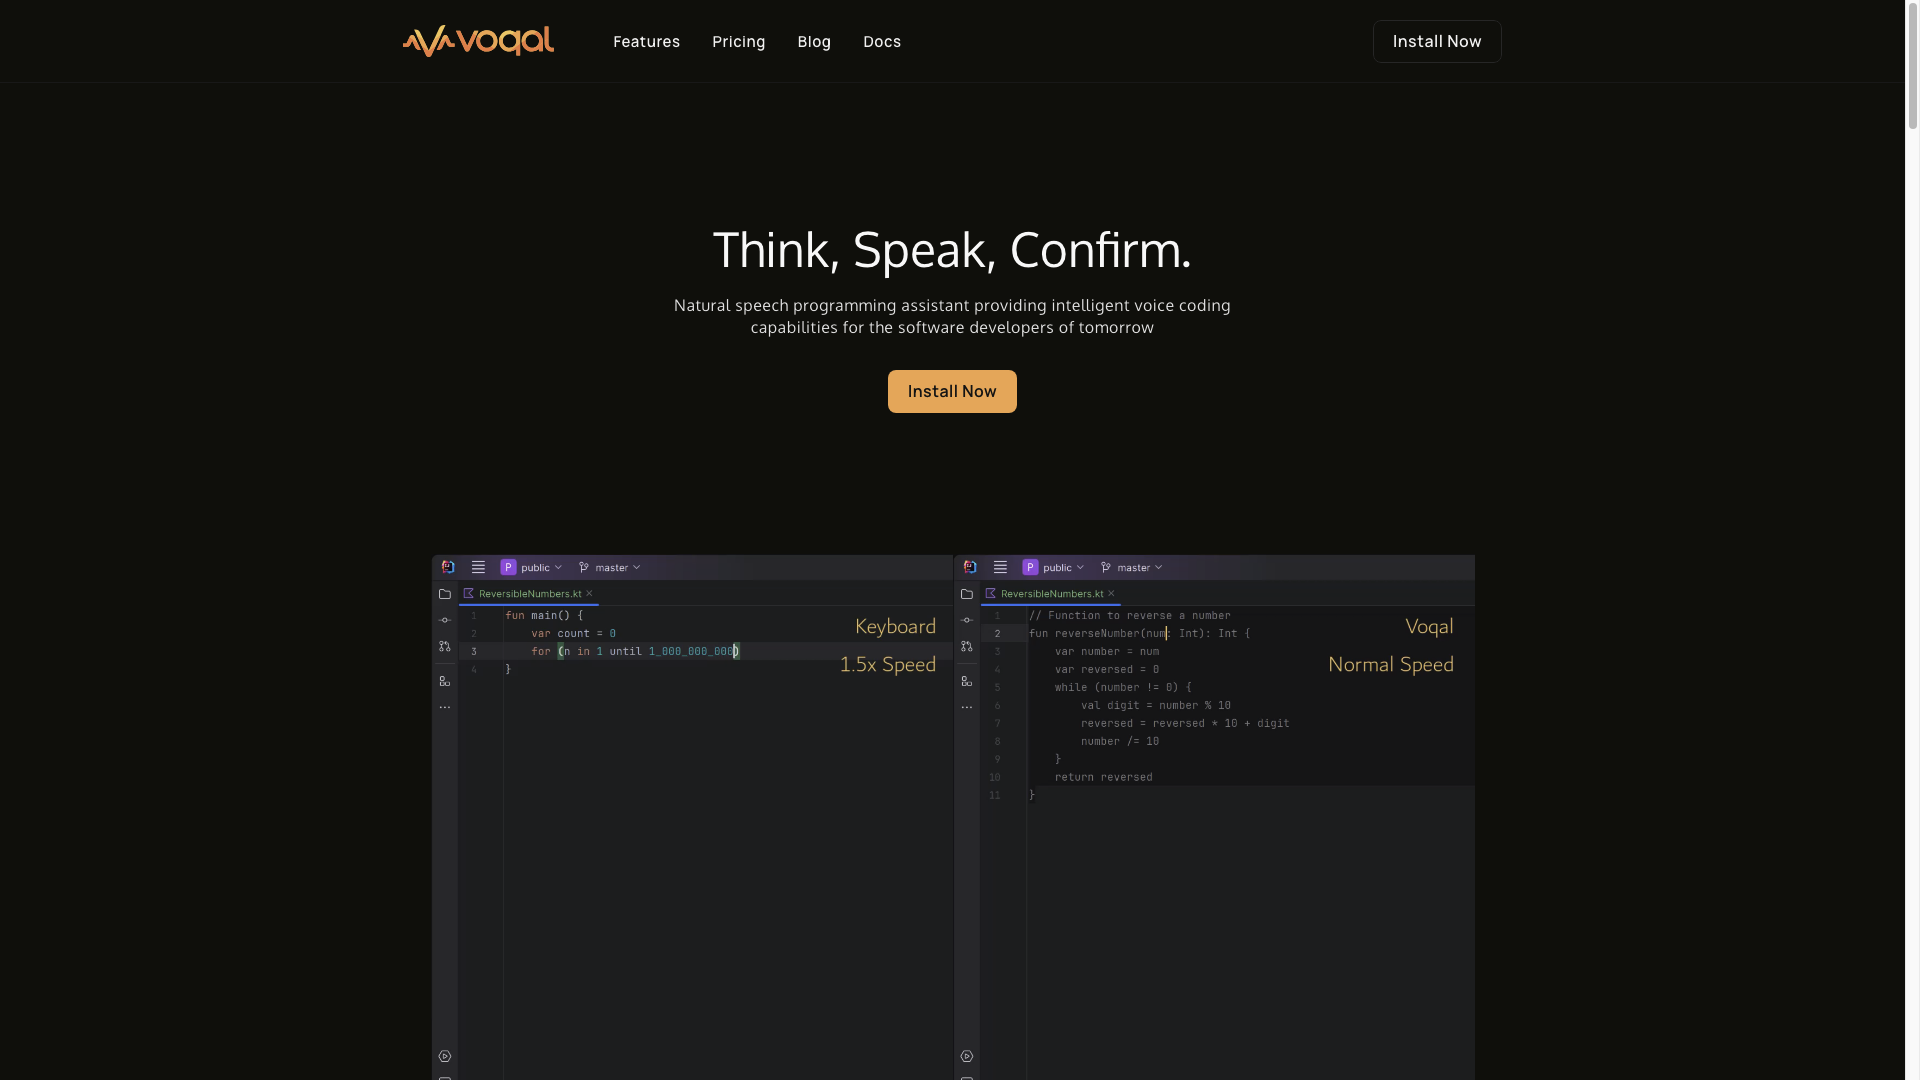 voqal
Features
Pricing
Blog
Docs
Install Now
Think, Speak, Confirm.
Natural speech programming assistant providing intelligent voice coding
capabilities for the software developers of tomorrow
Install Now
P public master
ReversibleNumbers.kt
1 fun main() {
2 var count = 0
3 for (n in 1 until 1_000_000_000)
4 }
Keyboard
1.5x Speed
P public master
ReversibleNumbers.kt
1 // Function to reverse a number
2 fun reverseNumber(num: Int): Int {
3 var number = num
4 var reversed = 0
5 while (number != 0) {
6 val digit = number % 10
7 reversed = reversed * 10 + digit
8 number /= 10
9 }
10 return reversed
11 }
Voqal
Normal Speed